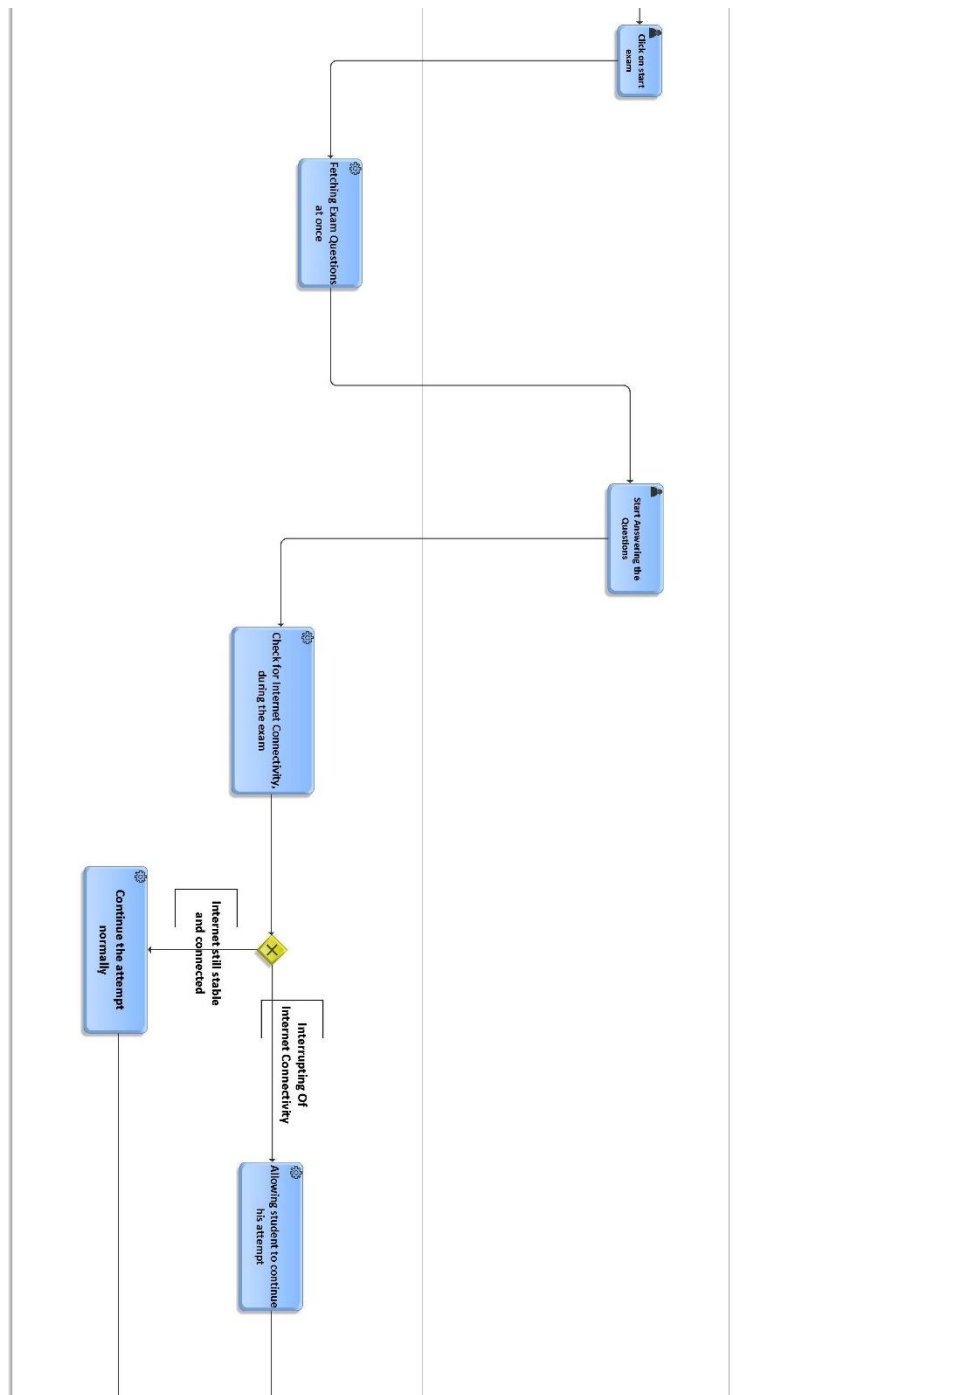 Click on start
exam
Fetching Exam Questions
at once
Start Answering the
Questions
Check for Internet Connectivity,
during the exam
Internet still stable
and connected
Continue the attempt
normally
Interrupting Of
Internet Connectivity
Allowing student to continue
his attempt